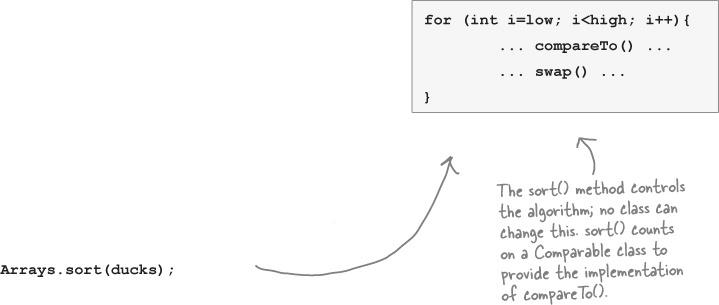 for (int i=low; i<high; i++){
... compareTo() ...
... swap() ...
}
The sort() method controls
the algorithm; no class can
change this. sort() counts
on a Comparable class to
provide the implementation
of compareTo().
Arrays.sort(ducks);